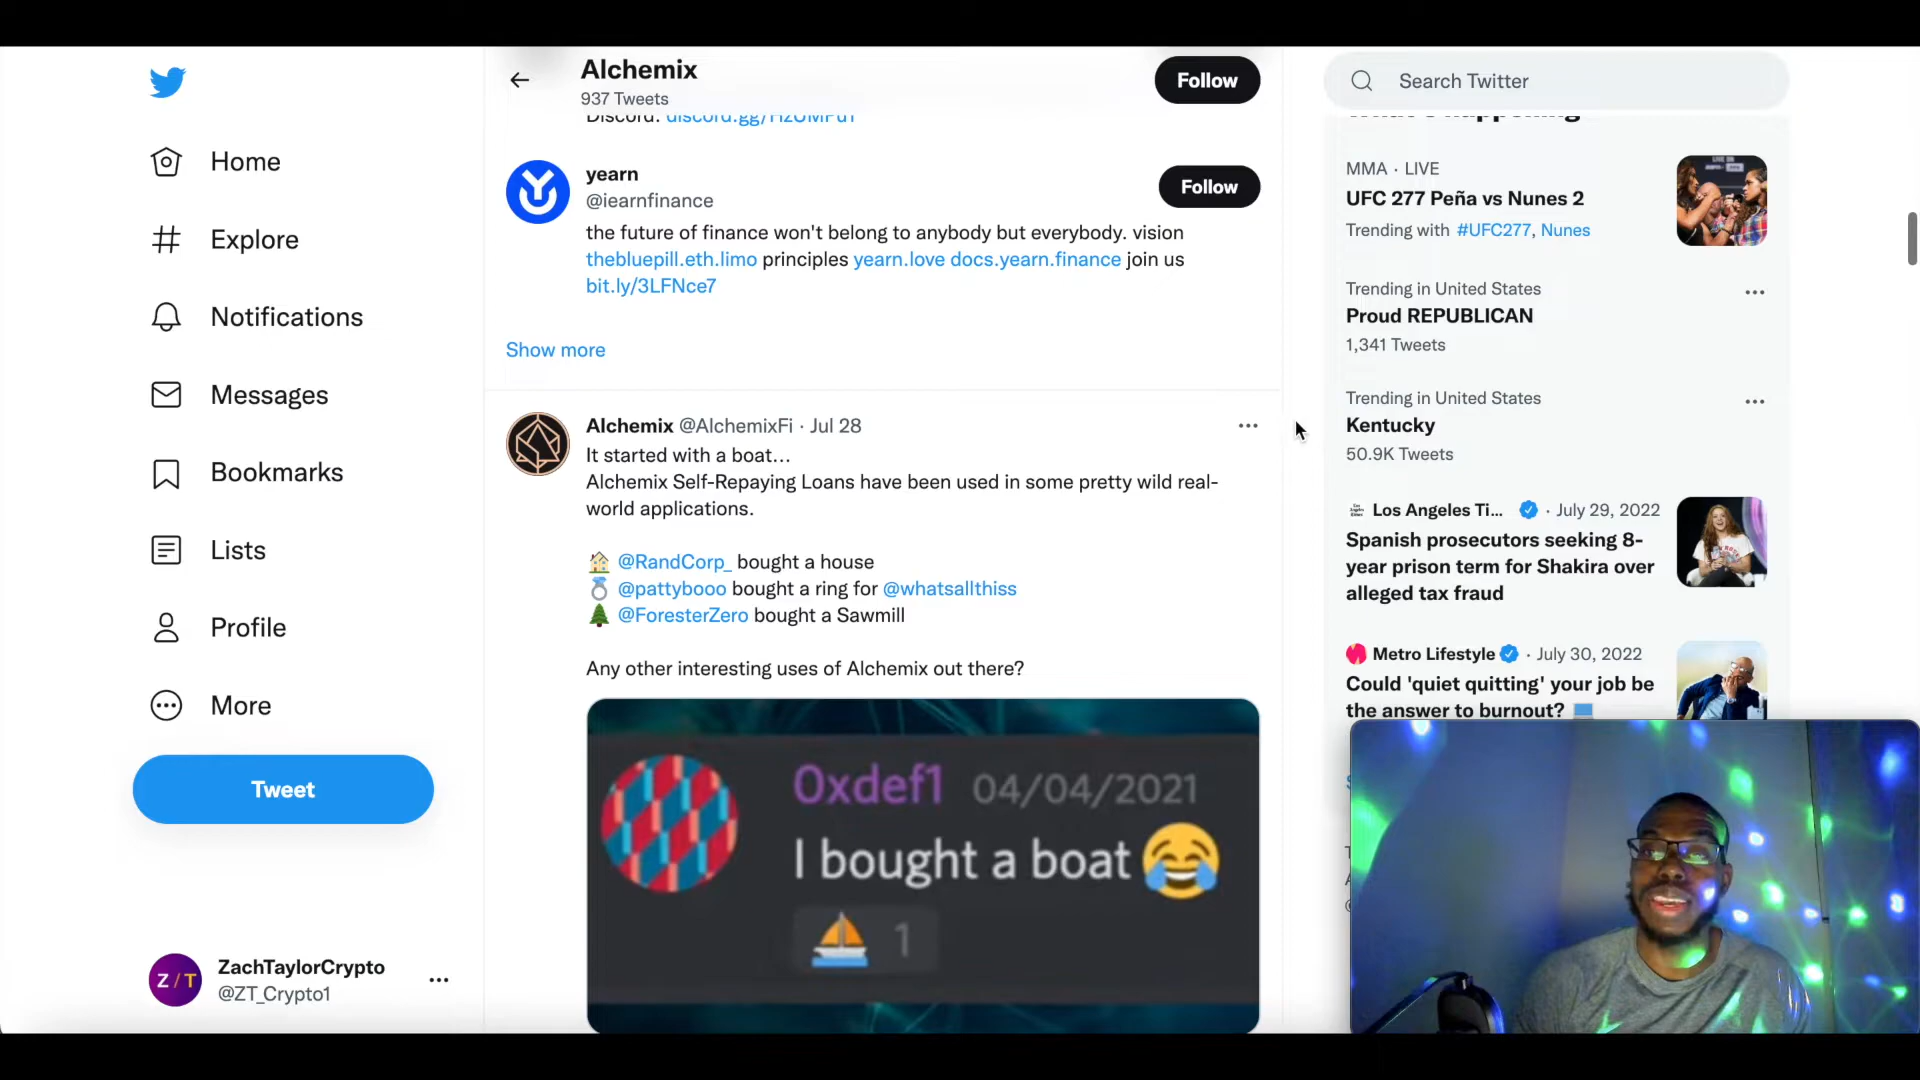 Home
Explore
Notifications
Messages
Bookmarks
Lists
Profile
More
Tweet
ZachTaylorCrypto
@ZT_Crypto1
Alchemix
937 Tweets
Follow
Discord:
yearn
@iearnfinance
Follow
the future of finance won't belong to anybody but everybody. vision
thebluepill.eth.limo principles yearn.love docs.yearn.finance join us
bit.ly/3LFNce7
Show more
Alchemix @AlchemixFi · Jul 28
It started with a boat...
Alchemix Self-Repaying Loans have been used in some pretty wild real-
world applications.
@RandCorp_ bought a house
@pattybooo bought a ring for @whatsallthiss
@ForesterZero bought a Sawmill
Any other interesting uses of Alchemix out there?
0xdef1 04/04/2021
I bought a boat 😂
1
Search Twitter
What's happening
MMA · LIVE
UFC 277 Peña vs Nunes 2
Trending with #UFC277, Nunes
Trending in United States
Proud REPUBLICAN
1,341 Tweets
Trending in United States
Kentucky
50.9K Tweets
Los Angeles Ti... · July 29, 2022
Spanish prosecutors seeking 8-
year prison term for Shakira over
alleged tax fraud
Metro Lifestyle · July 30, 2022
Could 'quiet quitting' your job be
the answer to burnout?
Z/T